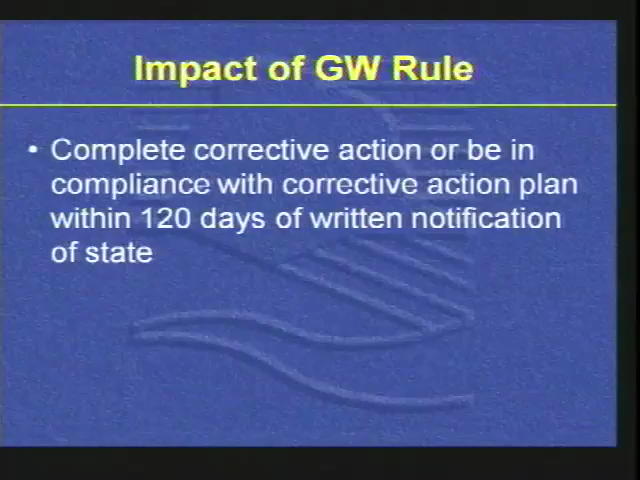 Impact of GW Rule
• Complete corrective action or be in
compliance with corrective action plan
within 120 days of written notification
of state